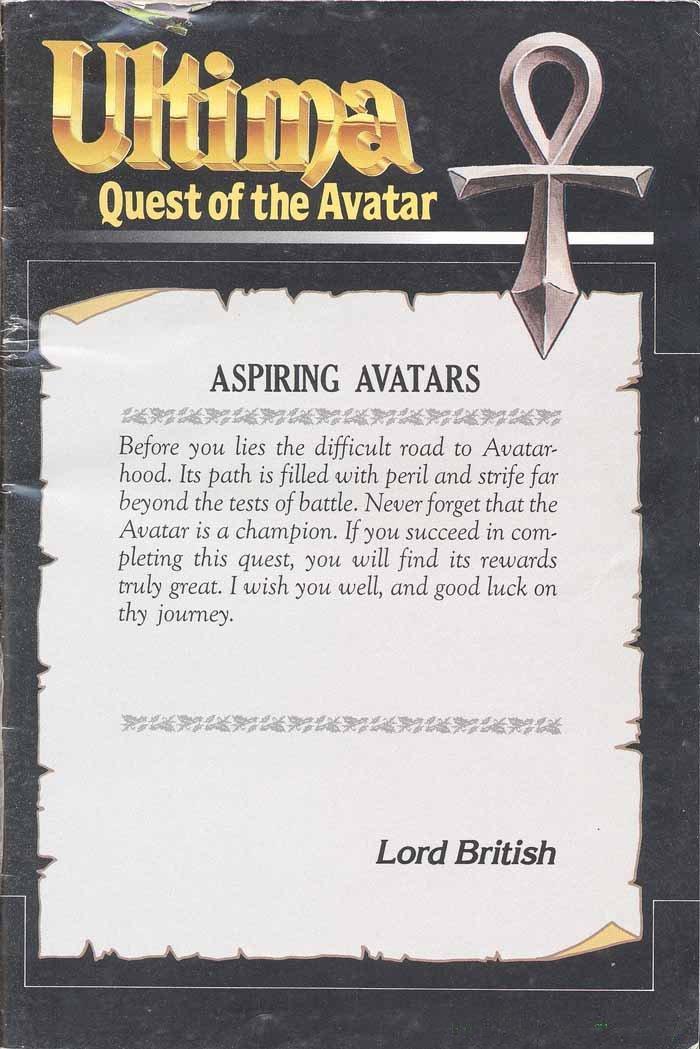 Ultima
Quest of the Avatar
ASPIRING AVATARS
Before you lies the difficult road to Avatar-
hood. Its path is filled with peril and strife far
beyond the tests of battle. Never forget that the
Avatar is a champion. If you succeed in com-
pleting this quest, you will find its rewards
truly great. I wish you well, and good luck on
thy journey.
Lord British